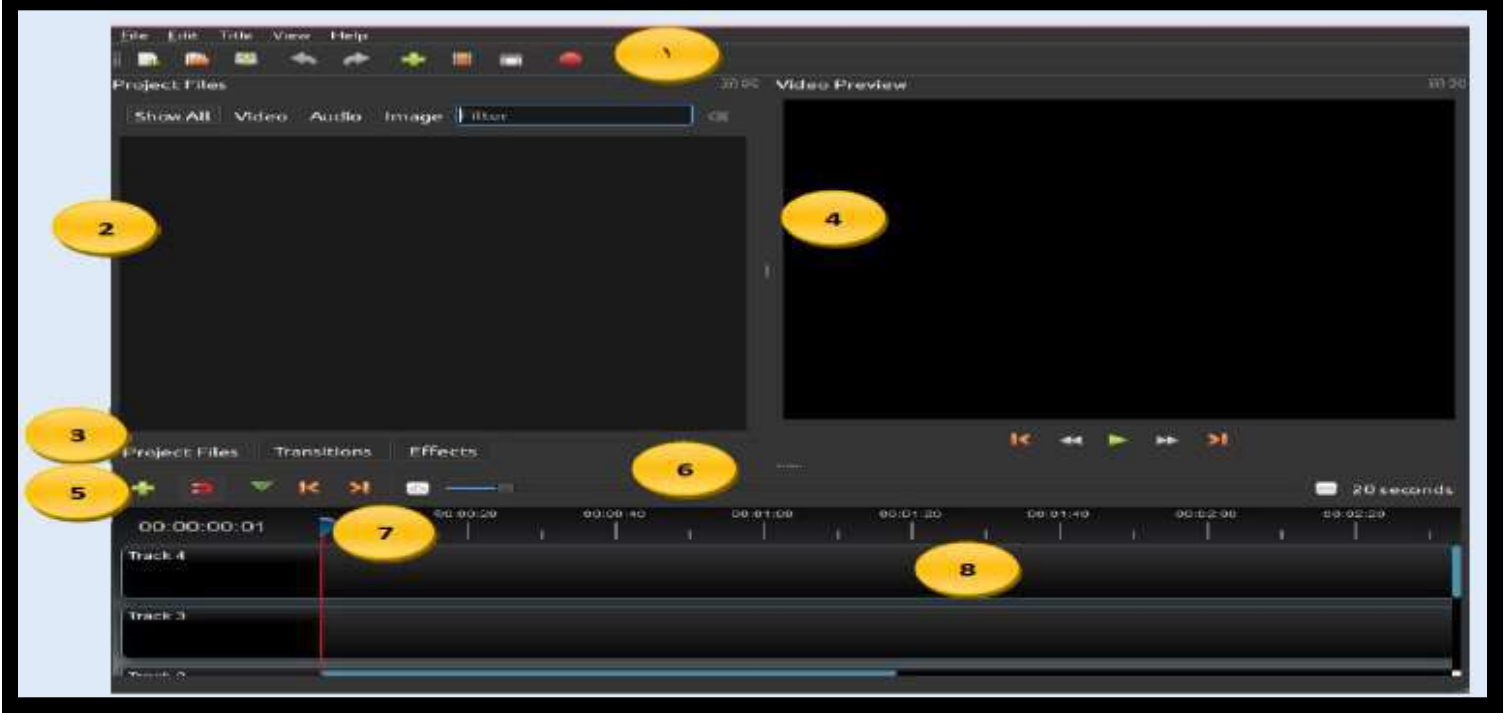 File Edit Title View Help
١
Project Files
Video Preview
Show All Video Audio Image Filter
2
4
3
Project Files Transitions Effects
6
5
20 seconds
00:00:00:01
7
00:00:20 00:00:40 00:01:00 00:01:20 00:01:40 00:02:00 00:02:20
Track 4
8
Track 3
Track 2